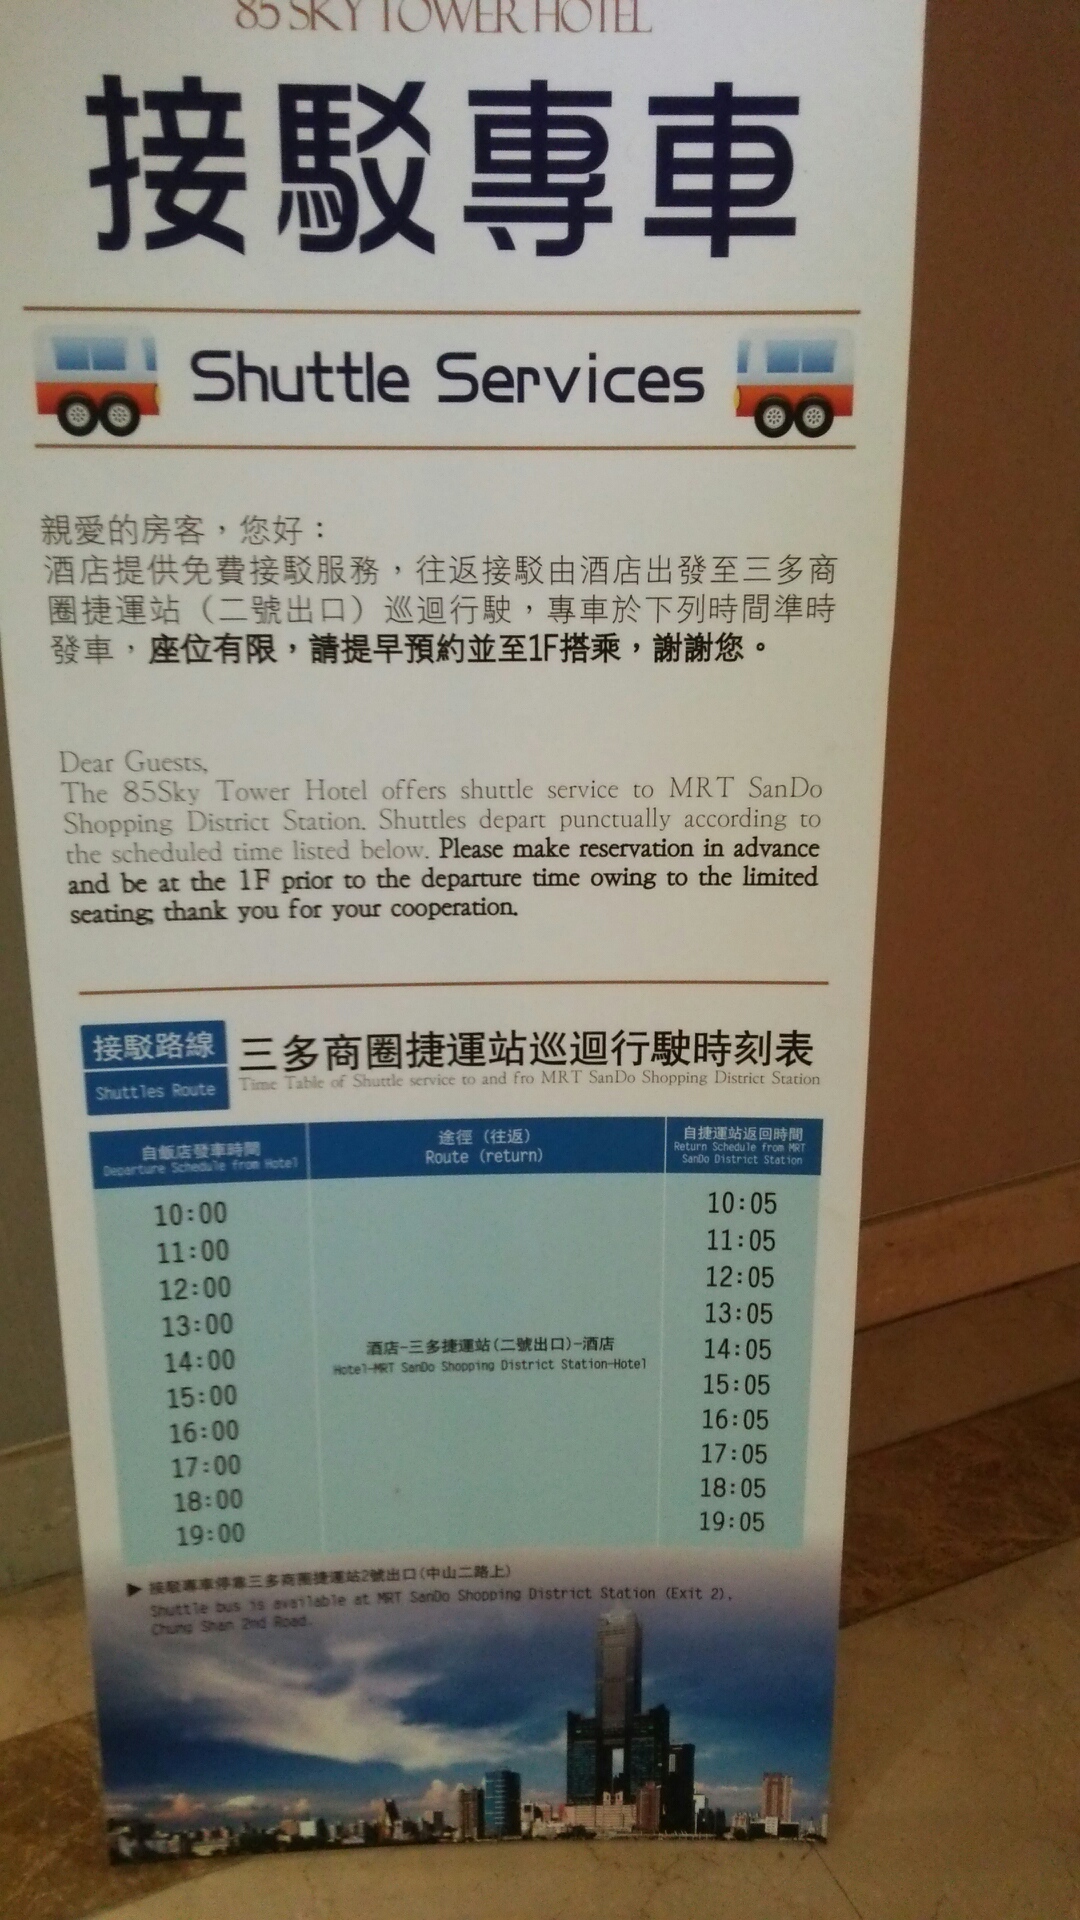 85 SKY TOWER HOTEL
接駁專車
Shuttle Services
親愛的房客，您好：
酒店提供免費接駁服務，往返接駁由酒店出發至三多商
圈捷運站（二號出口）巡迴行駛，專車於下列時間準時
發車，座位有限，請提早預約並至1F搭乘，謝謝您。
Dear Guests,
The 85Sky Tower Hotel offers shuttle service to MRT SanDo
Shopping District Station. Shuttles depart punctually according to
the scheduled time listed below. Please make reservation in advance
and be at the 1F prior to the departure time owing to the limited
seating; thank you for your cooperation.
接駁路線
Shuttles Route
三多商圈捷運站巡迴行駛時刻表
Time Table of Shuttle service to and fro MRT SanDo Shopping District Station
自飯店發車時間
Departure Schedule from Hotel
途徑（往返）
Route (return)
自捷運站返回時間
Return Schedule from MRT
SanDo District Station
10:00 10:05
11:00 11:05
12:00 12:05
13:00 13:05
酒店-三多捷運站(二號出口)-酒店
Hotel-MRT SanDo Shopping District Station-Hotel
14:00 14:05
15:00 15:05
16:00 16:05
17:00 17:05
18:00 18:05
19:00 19:05
▶ 接駁專車停靠三多商圈捷運站2號出口(中山二路上)
Shuttle bus is available at MRT SanDo Shopping District Station (Exit 2),
Chung Shan 2nd Road.